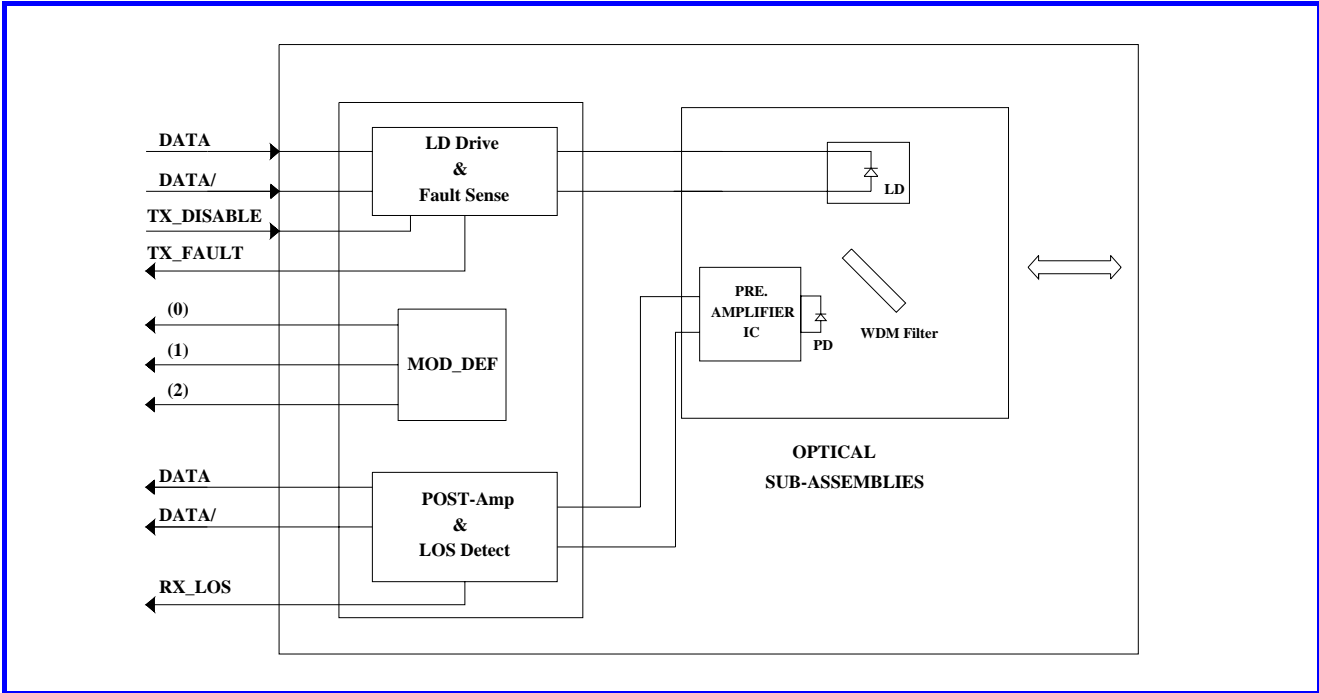 DATA
DATA/
TX_DISABLE
TX_FAULT
LD Drive
&
Fault Sense
LD
(0)
(1)
(2)
MOD_DEF
PRE.
AMPLIFIER
IC
PD
WDM Filter
OPTICAL
SUB-ASSEMBLIES
DATA
DATA/
RX_LOS
POST-Amp
&
LOS Detect